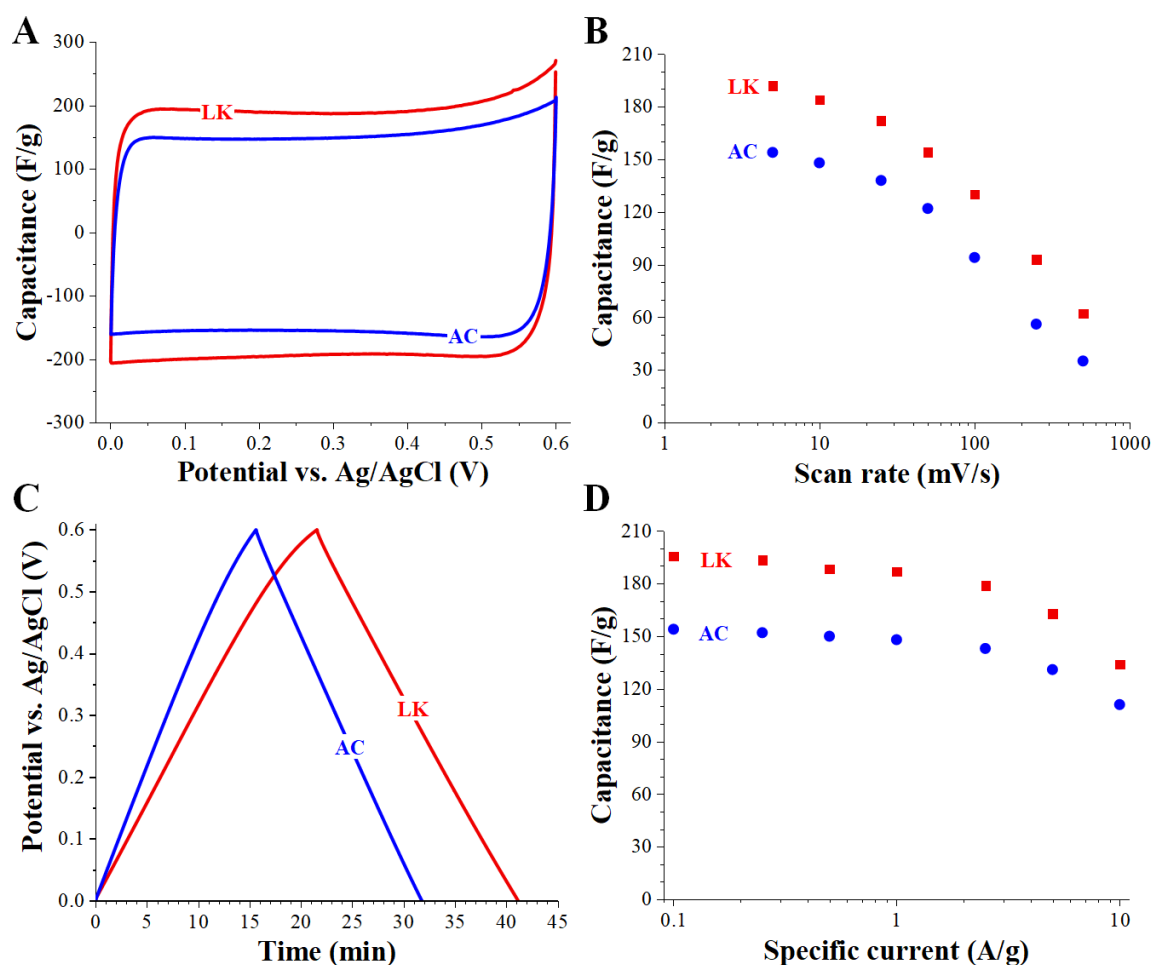 A
300
200
100
0
-100
-200
-300
Capacitance (F/g)
LK
AC
0.0 0.1 0.2 0.3 0.4 0.5 0.6
Potential vs. Ag/AgCl (V)
B
210
180
150
120
90
60
30
0
Capacitance (F/g)
LK
AC
1 10 100 1000
Scan rate (mV/s)
C
0.6
0.5
0.4
0.3
0.2
0.1
0.0
Potential vs. Ag/AgCl (V)
LK
AC
0 5 10 15 20 25 30 35 40 45
Time (min)
D
210
180
150
120
90
60
30
0
Capacitance (F/g)
LK
AC
0.1 1 10
Specific current (A/g)